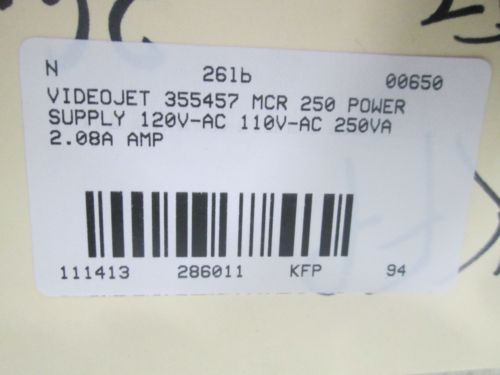 N 26lb 00650
VIDEOJET 355457 MCR 250 POWER
SUPPLY 120V-AC 110V-AC 250VA
2.08A AMP
111413 286011 KFP 94